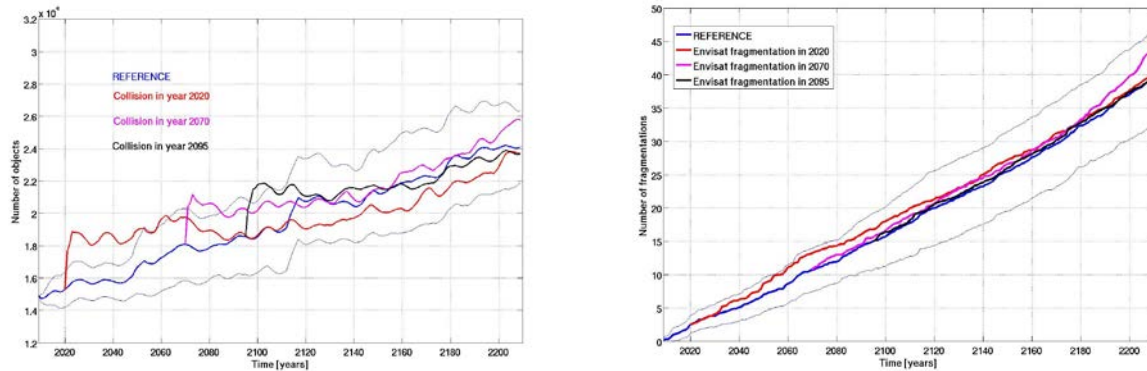 3.2 x 10⁴
3
2.8
2.6
2.4
2.2
2
1.8
1.6
1.4
1.2
Number of objects
REFERENCE
Collision in year 2020
Collision in year 2070
Collision in year 2095
2020 2040 2060 2080 2100 2120 2140 2160 2180 2200
Time [years]
50
45
40
35
30
25
20
15
10
5
0
Number of fragmentations
REFERENCE
Envisat fragmentation in 2020
Envisat fragmentation in 2070
Envisat fragmentation in 2095
2020 2040 2060 2080 2100 2120 2140 2160 2180 2200
Time [years]